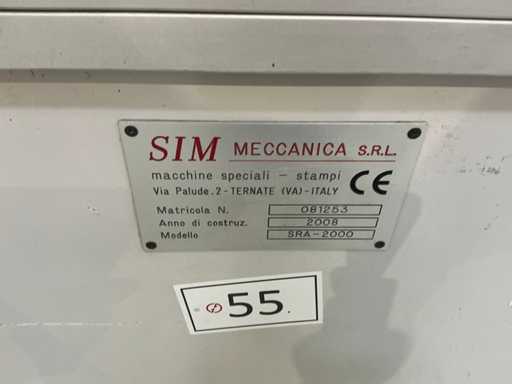 SIM MECCANICA S.R.L.
macchine speciali - stampi
Via Palude, 2 - TERNATE (VA) - ITALY
CE
Matricola N. 081253
Anno di costruz. 2008
Modello SRA-2000
55.